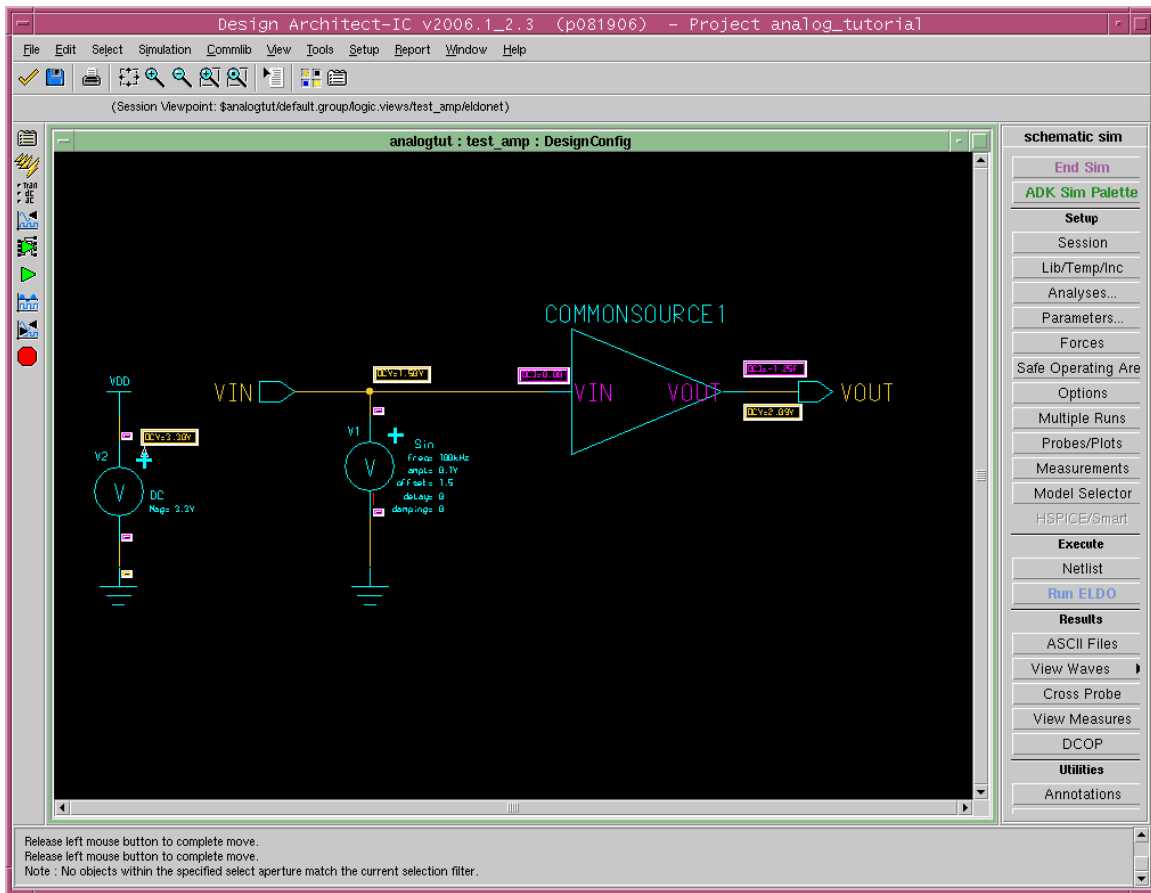 Design Architect-IC v2006.1_2.3 (p081906) - Project analog_tutorial
File Edit Select Simulation Commlib View Tools Setup Report Window Help
(Session Viewpoint: $analogtut/default.group/logic.views/test_amp/eldonet)
analogtut : test_amp : DesignConfig
COMMONSOURCE1
VDD
VIN
DCV=1.50V
VIN
VOUT
VOUT
DCV=2.09V
DCV=3.30V
V2
V
DC
Mag= 3.3V
V1
V
Sin
freq= 100kHz
ampl= 0.1V
offset= 1.5
delay= 0
damping= 0
schematic sim
End Sim
ADK Sim Palette
Setup
Session
Lib/Temp/Inc
Analyses...
Parameters...
Forces
Safe Operating Are
Options
Multiple Runs
Probes/Plots
Measurements
Model Selector
HSPICE/Smart
Execute
Netlist
Run ELDO
Results
ASCII Files
View Waves
Cross Probe
View Measures
DCOP
Utilities
Annotations
Release left mouse button to complete move.
Release left mouse button to complete move.
Note : No objects within the specified select aperture match the current selection filter.